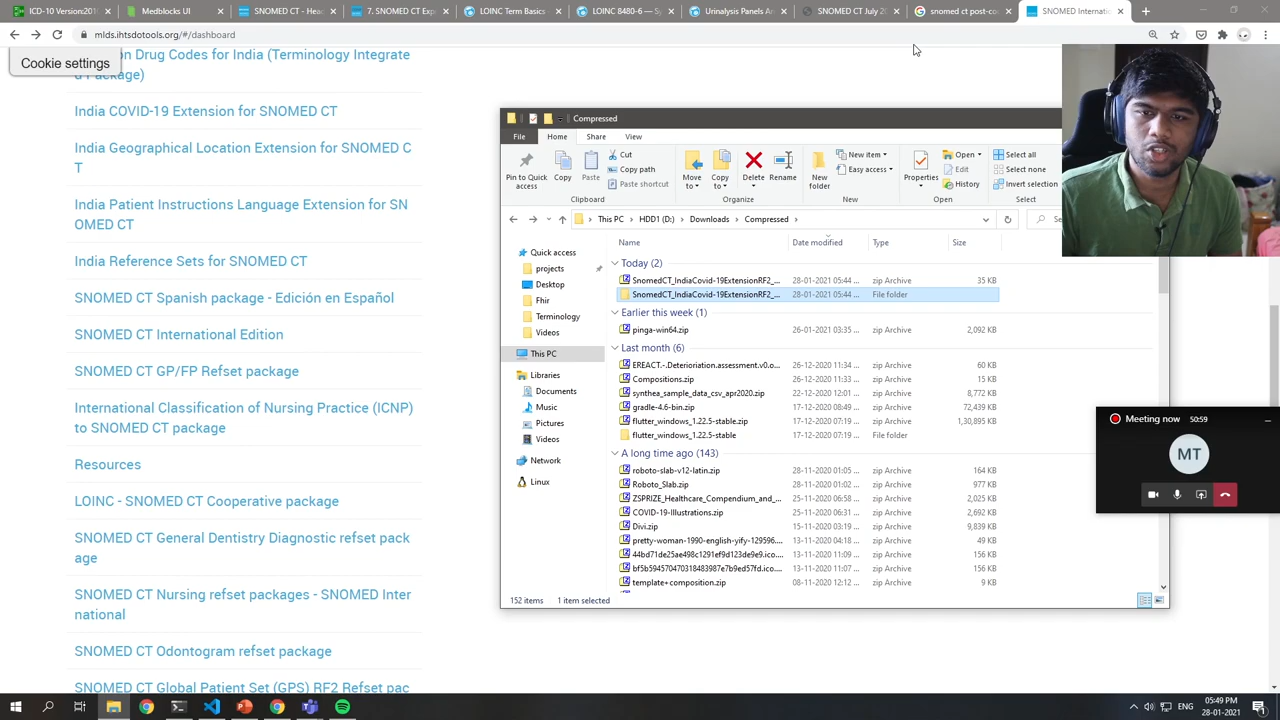 ICD-10 Version:201
Medblocks UI
SNOMED CT - Hea
7. SNOMED CT Exp
LOINC Term Basics
LOINC 8480-6 — Sy
Urinalysis Panels An
SNOMED CT July 20
snomed ct post-co
SNOMED Internatio
mlds.ihtsdotools.org/#/dashboard
Cookie settings
on Drug Codes for India (Terminology Integrate
d Package)
India COVID-19 Extension for SNOMED CT
India Geographical Location Extension for SNOMED C
T
India Patient Instructions Language Extension for SN
OMED CT
India Reference Sets for SNOMED CT
SNOMED CT Spanish package - Edición en Español
SNOMED CT International Edition
SNOMED CT GP/FP Refset package
International Classification of Nursing Practice (ICNP)
to SNOMED CT package
Resources
LOINC - SNOMED CT Cooperative package
SNOMED CT General Dentistry Diagnostic refset pack
age
SNOMED CT Nursing refset packages - SNOMED Inter
national
SNOMED CT Odontogram refset package
SNOMED CT Global Patient Set (GPS) RF2 Refset pac
Compressed
File Home Share View
Pin to Quick access
Copy
Paste
Cut
Copy path
Paste shortcut
Clipboard
Move to
Copy to
Delete
Rename
Organize
New folder
New item
Easy access
New
Properties
Open
Edit
History
Open
Select all
Select none
Invert selection
Select
This PC > HDD1 (D:) > Downloads > Compressed >
Se
Quick access
projects
Desktop
Fhir
Terminology
Videos
This PC
Libraries
Documents
Music
Pictures
Videos
Network
Linux
Name Date modified Type Size
Today (2)
SnomedCT_IndiaCovid-19ExtensionRF2_... 28-01-2021 05:44 ... zip Archive 35 KB
SnomedCT_IndiaCovid-19ExtensionRF2_... 28-01-2021 05:44 ... File folder
Earlier this week (1)
pinga-win64.zip 26-01-2021 03:35 ... zip Archive 2,092 KB
Last month (6)
EREACT.-.Deterioriation.assessment.v0.o... 26-12-2020 11:34 ... zip Archive 60 KB
Compositions.zip 26-12-2020 11:33 ... zip Archive 15 KB
synthea_sample_data_csv_apr2020.zip 22-12-2020 12:01 ... zip Archive 8,772 KB
gradle-4.6-bin.zip 17-12-2020 08:49 ... zip Archive 72,439 KB
flutter_windows_1.22.5-stable.zip 17-12-2020 07:19 ... zip Archive 1,30,895 KB
flutter_windows_1.22.5-stable 17-12-2020 07:19 ... File folder
A long time ago (143)
roboto-slab-v12-latin.zip 28-11-2020 01:05 ... zip Archive 164 KB
Roboto_Slab.zip 28-11-2020 01:04 ... zip Archive 977 KB
ZSPRIZE_Healthcare_Compendium_and_... 25-11-2020 06:58 ... zip Archive 2,025 KB
COVID-19-Illustrations.zip 25-11-2020 06:31 ... zip Archive 2,692 KB
Divi.zip 15-11-2020 03:19 ... zip Archive 9,839 KB
pretty-woman-1990-english-yify-129596.... 13-11-2020 04:18 ... zip Archive 49 KB
44bd71de25ae498c1291ef9d123de9e9.ico... 13-11-2020 11:09 ... zip Archive 156 KB
bf5b594570470318483987e7b9ed57fd.ico... 13-11-2020 11:07 ... zip Archive 156 KB
template+composition.zip 08-11-2020 12:12 ... zip Archive 9 KB
152 items 1 item selected
Meeting now 50:59
MT
ENG
05:49 PM
28-01-2021
1